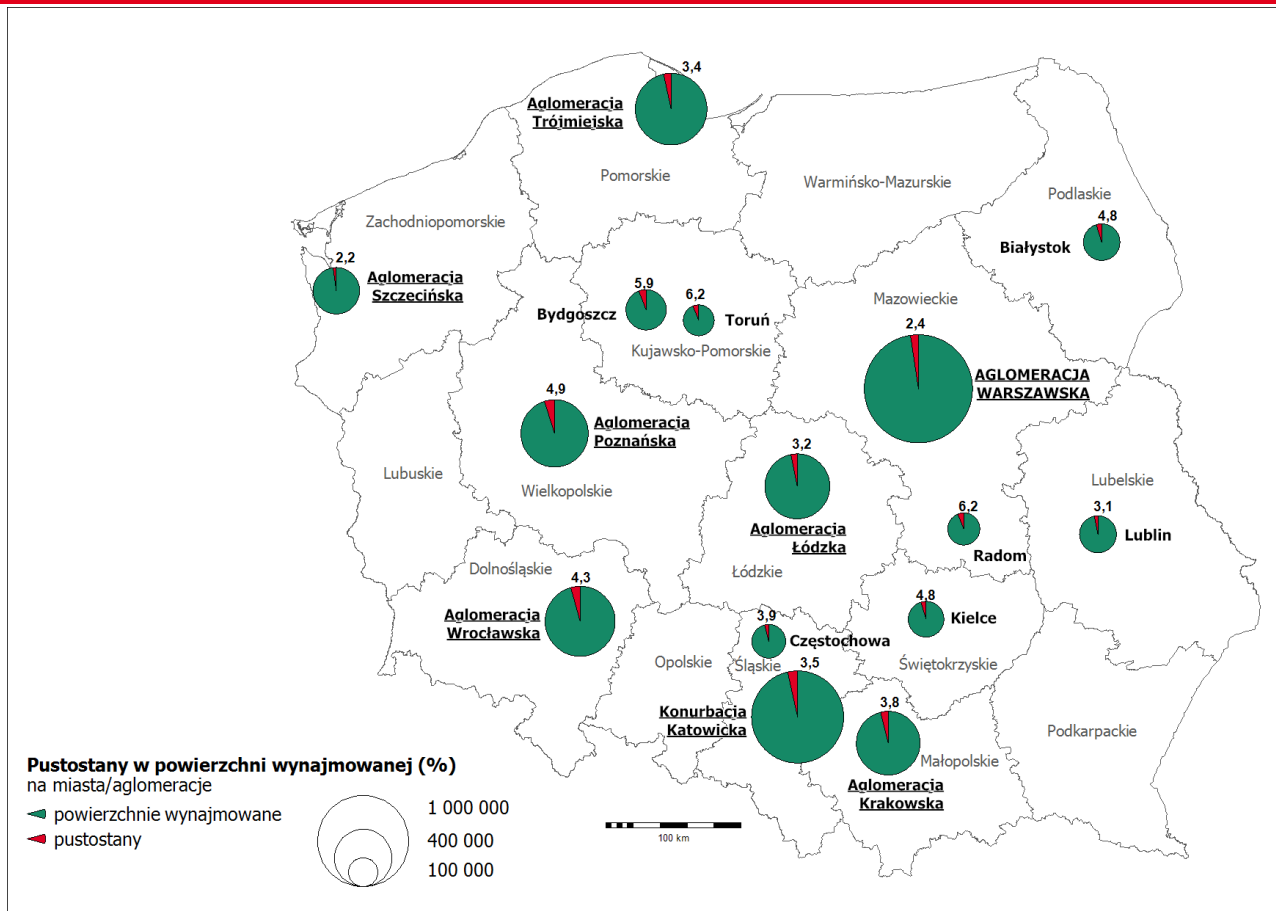 3,4
Aglomeracja
Trójmiejska
Pomorskie
Warmińsko-Mazurskie
Podlaskie
4,8
Białystok
Zachodniopomorskie
2,2
Aglomeracja
Szczecińska
5,9
Bydgoszcz
6,2
Toruń
Kujawsko-Pomorskie
Mazowieckie
2,4
AGLOMERACJA
WARSZAWSKA
4,9
Aglomeracja
Poznańska
Wielkopolskie
Lubuskie
3,2
Aglomeracja
Łódzka
Łódzkie
6,2
Radom
Lubelskie
3,1
Lublin
Dolnośląskie
4,3
Aglomeracja
Wrocławska
Opolskie
3,9
Częstochowa
Śląskie
3,5
Konurbacja
Katowicka
4,8
Kielce
Świętokrzyskie
3,8
Małopolskie
Aglomeracja
Krakowska
Podkarpackie
Pustostany w powierzchni wynajmowanej (%)
na miasta/aglomeracje
powierzchnie wynajmowane
pustostany
1 000 000
400 000
100 000
100 km